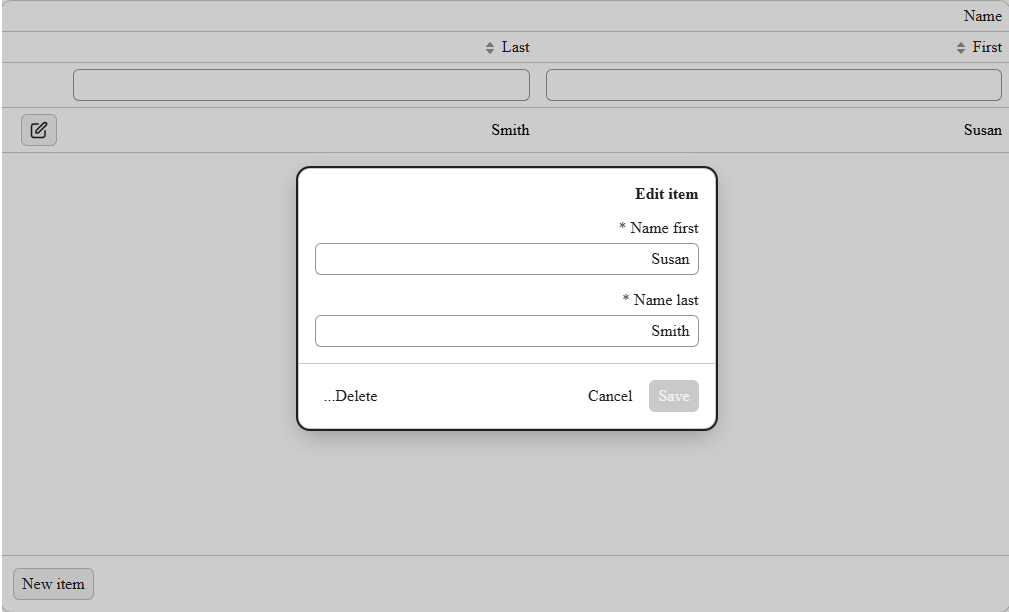 Name
Last First
Smith Susan
Edit item
* Name first
Susan
* Name last
Smith
...Delete Cancel Save
New item